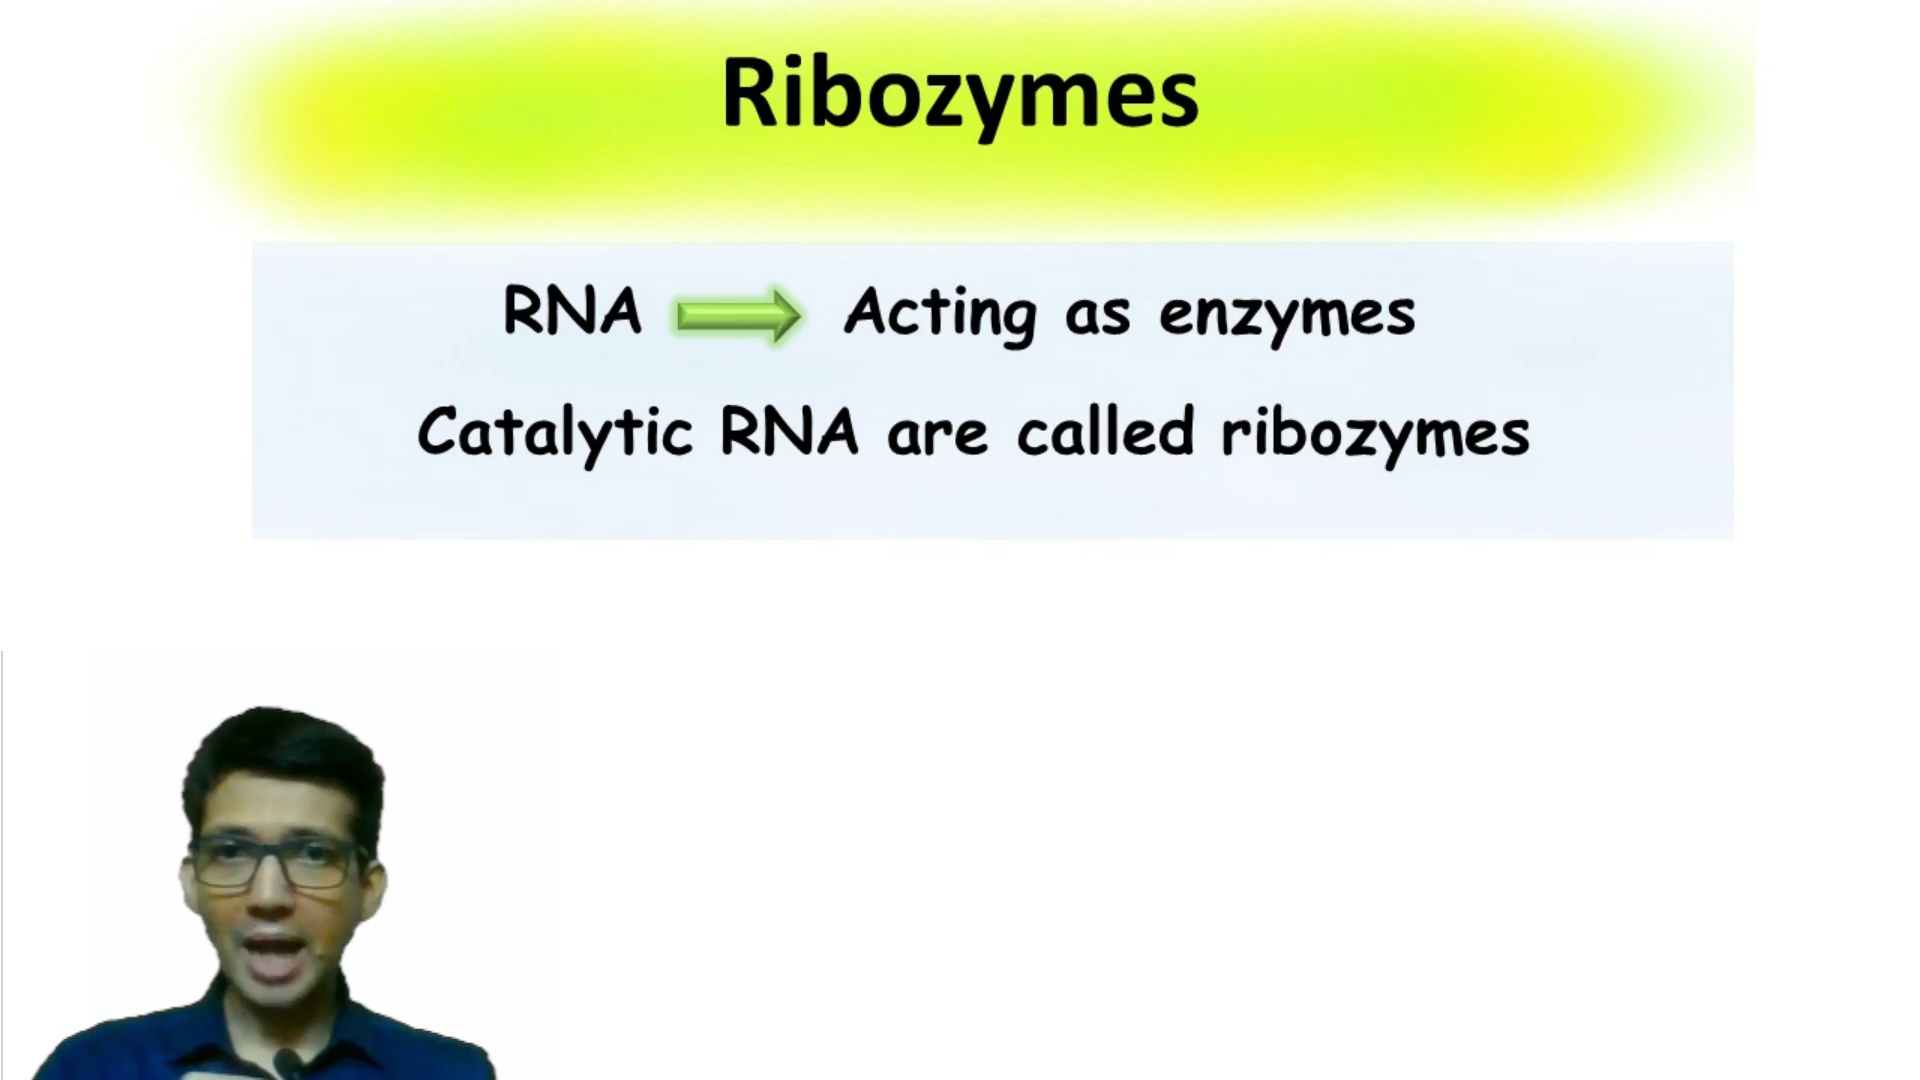 Ribozymes
RNA Acting as enzymes
Catalytic RNA are called ribozymes